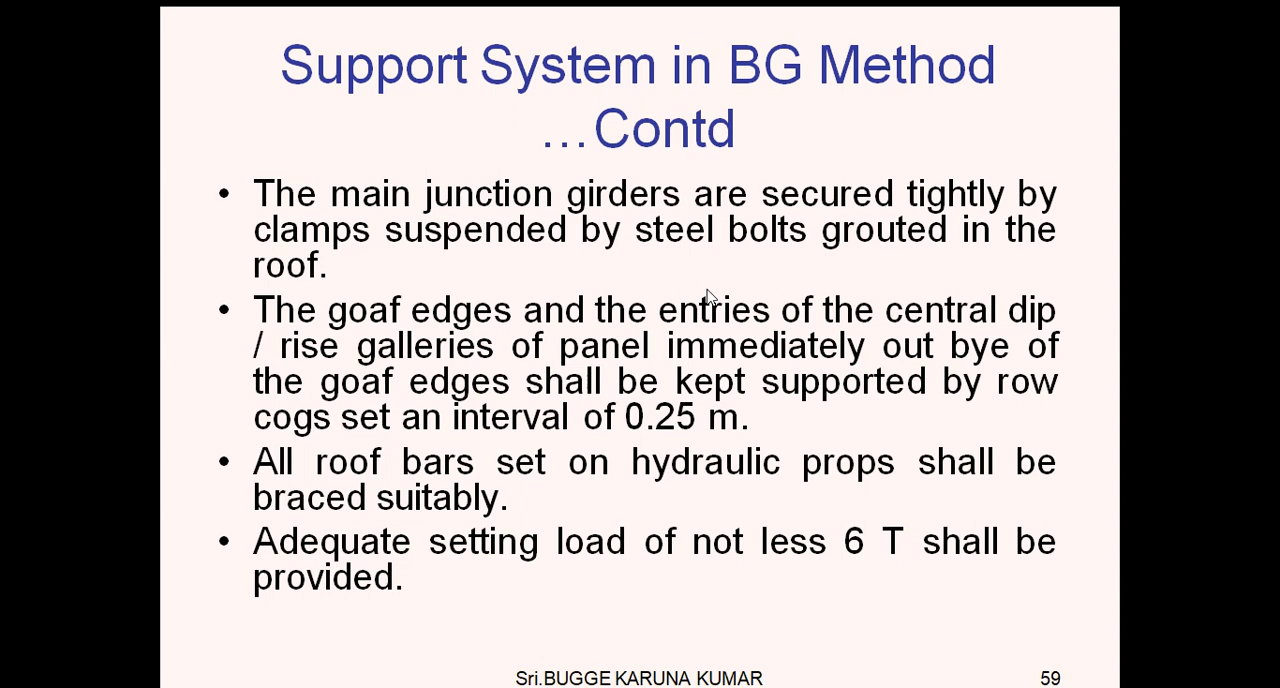 Support System in BG Method
…Contd
• The main junction girders are secured tightly by
clamps suspended by steel bolts grouted in the
roof.
• The goaf edges and the entries of the central dip
/ rise galleries of panel immediately out bye of
the goaf edges shall be kept supported by row
cogs set an interval of 0.25 m.
• All roof bars set on hydraulic props shall be
braced suitably.
• Adequate setting load of not less 6 T shall be
provided.
Sri.BUGGE KARUNA KUMAR
59